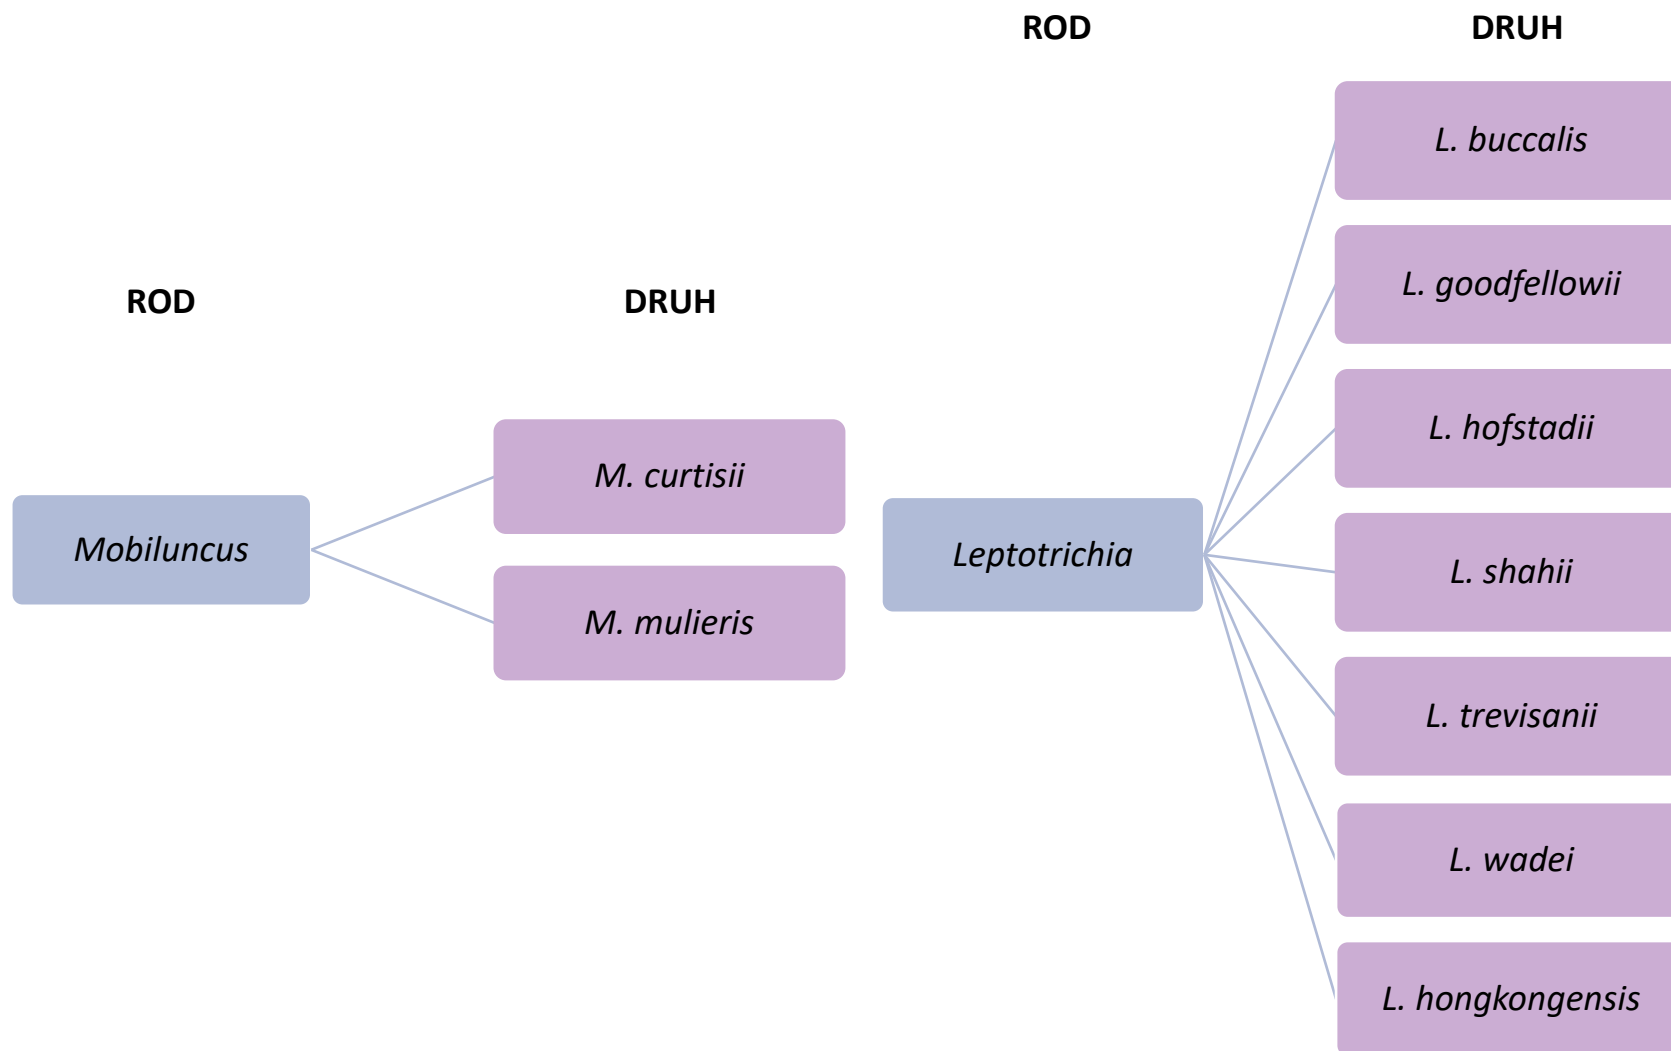 ROD
DRUH
Mobiluncus
M. curtisii
M. mulieris
ROD
DRUH
Leptotrichia
L. buccalis
L. goodfellowii
L. hofstadii
L. shahii
L. trevisanii
L. wadei
L. hongkongensis